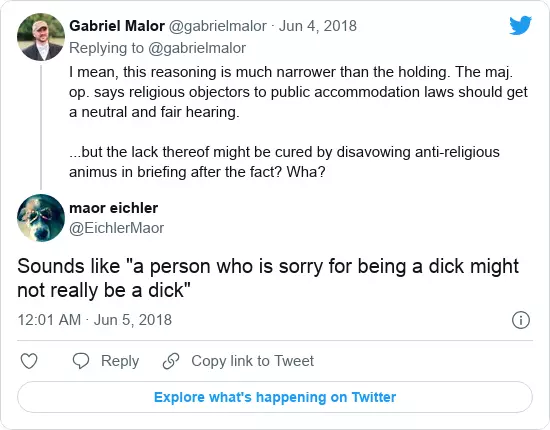 Gabriel Malor @gabrielmalor · Jun 4, 2018
Replying to @gabrielmalor
I mean, this reasoning is much narrower than the holding. The maj.
op. says religious objectors to public accommodation laws should get
a neutral and fair hearing.
...but the lack thereof might be cured by disavowing anti-religious
animus in briefing after the fact? Wha?
maor eichler
@EichlerMaor
Sounds like "a person who is sorry for being a dick might
not really be a dick"
12:01 AM · Jun 5, 2018
Reply
Copy link to Tweet
Explore what's happening on Twitter